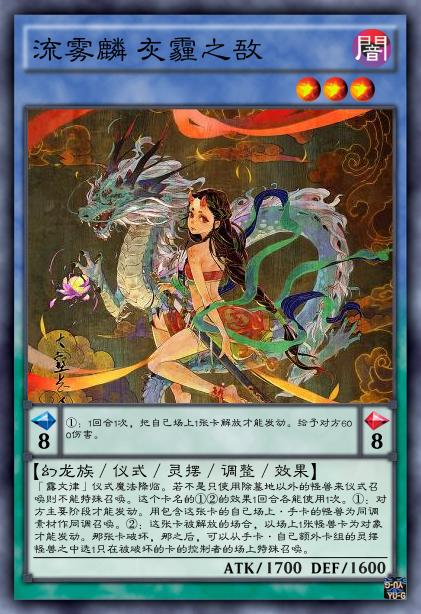 流雾麟 灰霾之敔
闇
①：1回合1次，把自己场上1张卡解放才能发动。给予对方60
0伤害。
8
8
【幻龙族／仪式／灵摆／调整／效果】
「露文津」仪式魔法降临。若不是只使用除墓地以外的怪兽来仪式召
唤则不能特殊召唤。这个卡名的①②的效果1回合各能使用1次。①：对
方主要阶段才能发动。用包含这张卡的自己场上·手卡的怪兽为同调
素材作同调召唤。②：这张卡被解放的场合，以场上1张怪兽卡为对象
才能发动。那张卡破坏，那之后，可以从手卡·自己额外卡组的灵摆
怪兽之中选1只在被破坏的卡的控制者的场上特殊召唤。
ATK/1700 DEF/1600
YU-G